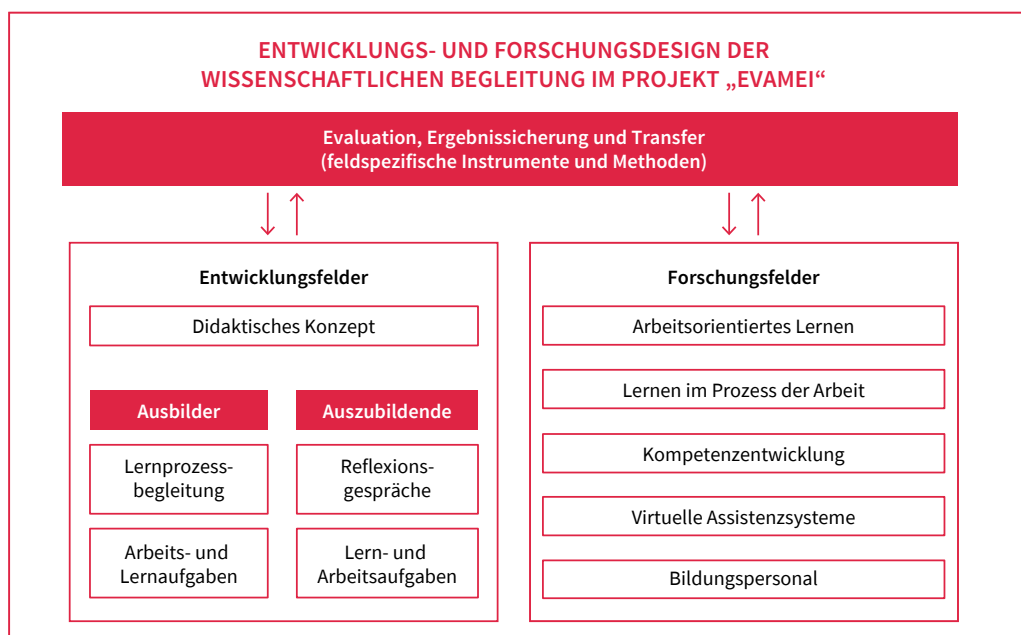 ENTWICKLUNGS- UND FORSCHUNGSDESIGN DER
WISSENSCHAFTLICHEN BEGLEITUNG IM PROJEKT „EVAMEI“
Evaluation, Ergebnissicherung und Transfer
(feldspezifische Instrumente und Methoden)
Entwicklungsfelder
Didaktisches Konzept
Ausbilder
Lernprozess-
begleitung
Arbeits- und
Lernaufgaben
Auszubildende
Reflexions-
gespräche
Lern- und
Arbeitsaufgaben
Forschungsfelder
Arbeitsorientiertes Lernen
Lernen im Prozess der Arbeit
Kompetenzentwicklung
Virtuelle Assistenzsysteme
Bildungspersonal